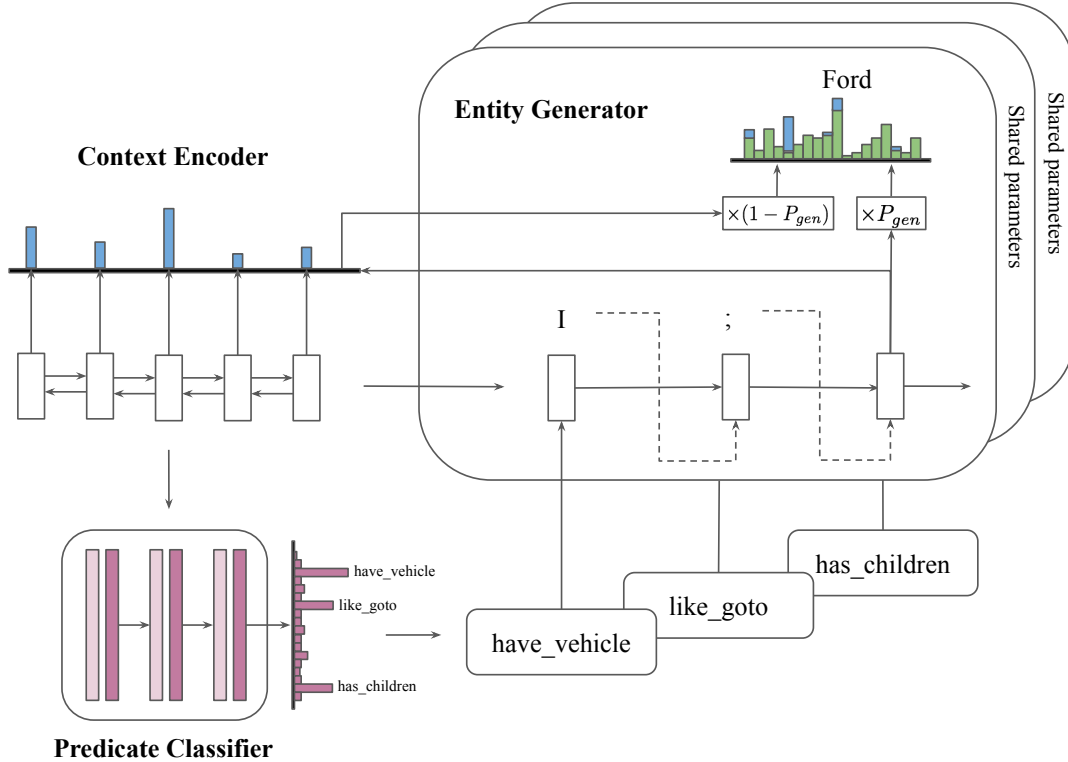 Ford
Entity Generator
Context Encoder
×(1 − P_gen)
×P_gen
Shared parameters
Shared parameters
I
;
have_vehicle
like_goto
has_children
has_children
like_goto
have_vehicle
Predicate Classifier